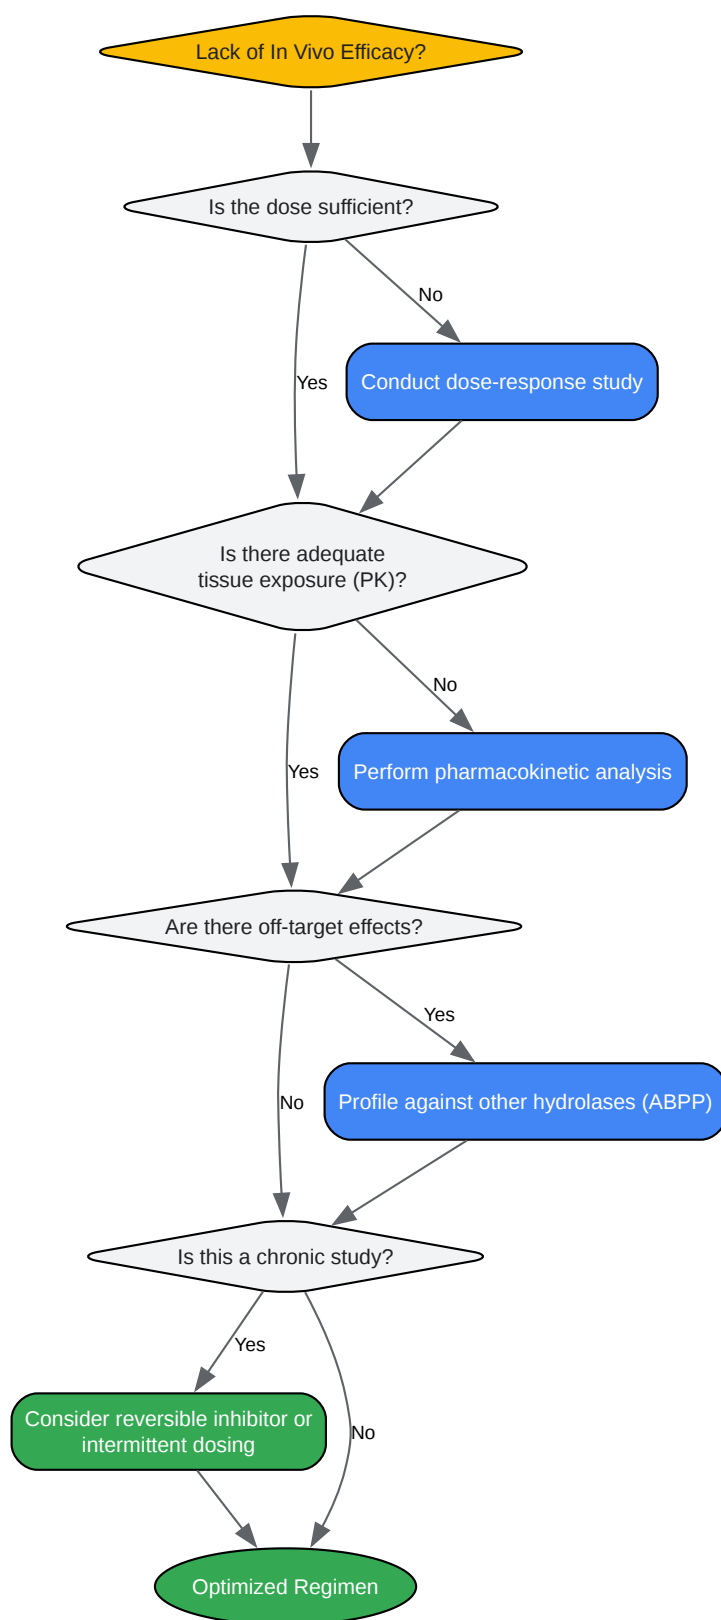 Lack of In Vivo Efficacy?
Is the dose sufficient?
No
Yes
Conduct dose-response study
Is there adequate
tissue exposure (PK)?
No
Yes
Perform pharmacokinetic analysis
Are there off-target effects?
Yes
No
Profile against other hydrolases (ABPP)
Is this a chronic study?
Yes
Consider reversible inhibitor or
intermittent dosing
No
Optimized Regimen